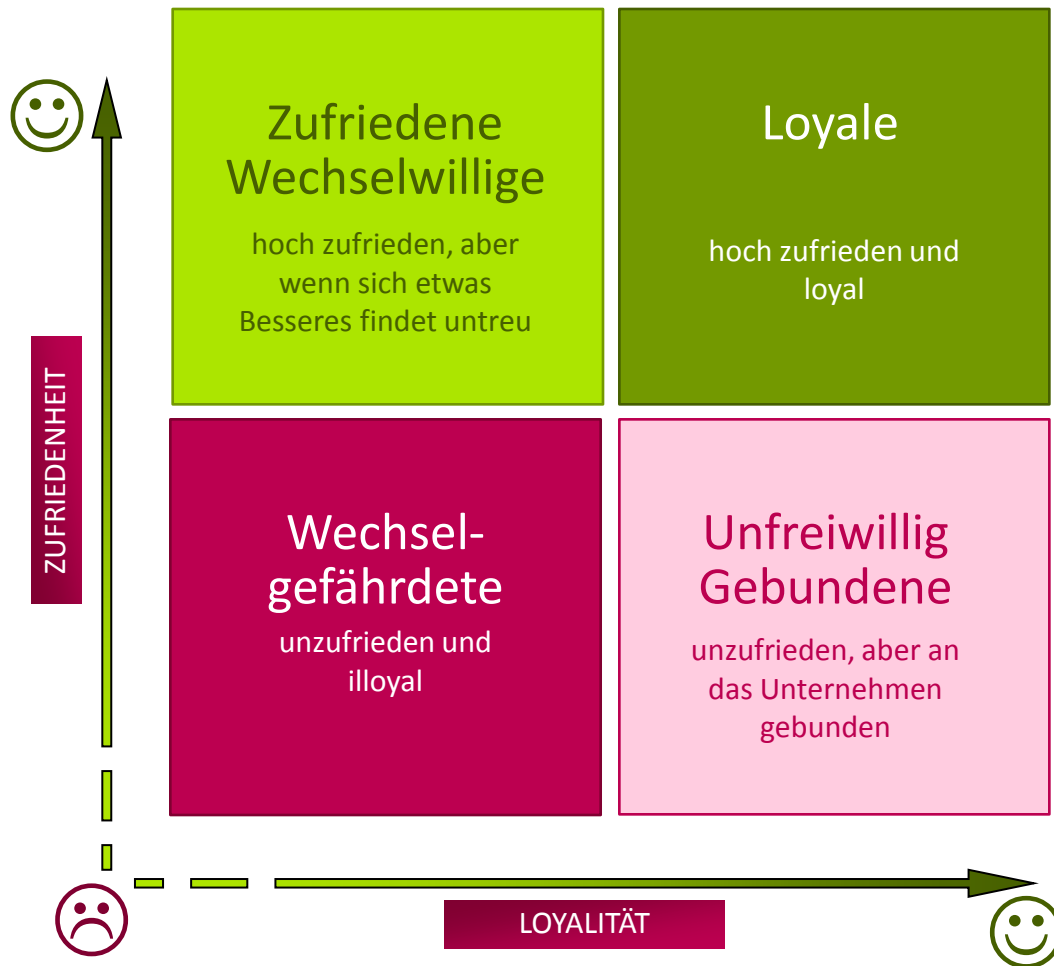 Zufriedene
Wechselwillige
hoch zufrieden, aber
wenn sich etwas
Besseres findet untreu
Loyale
hoch zufrieden und
loyal
ZUFRIEDENHEIT
Wechsel-
gefährdete
unzufrieden und
illoyal
Unfreiwillig
Gebundene
unzufrieden, aber an
das Unternehmen
gebunden
LOYALITÄT